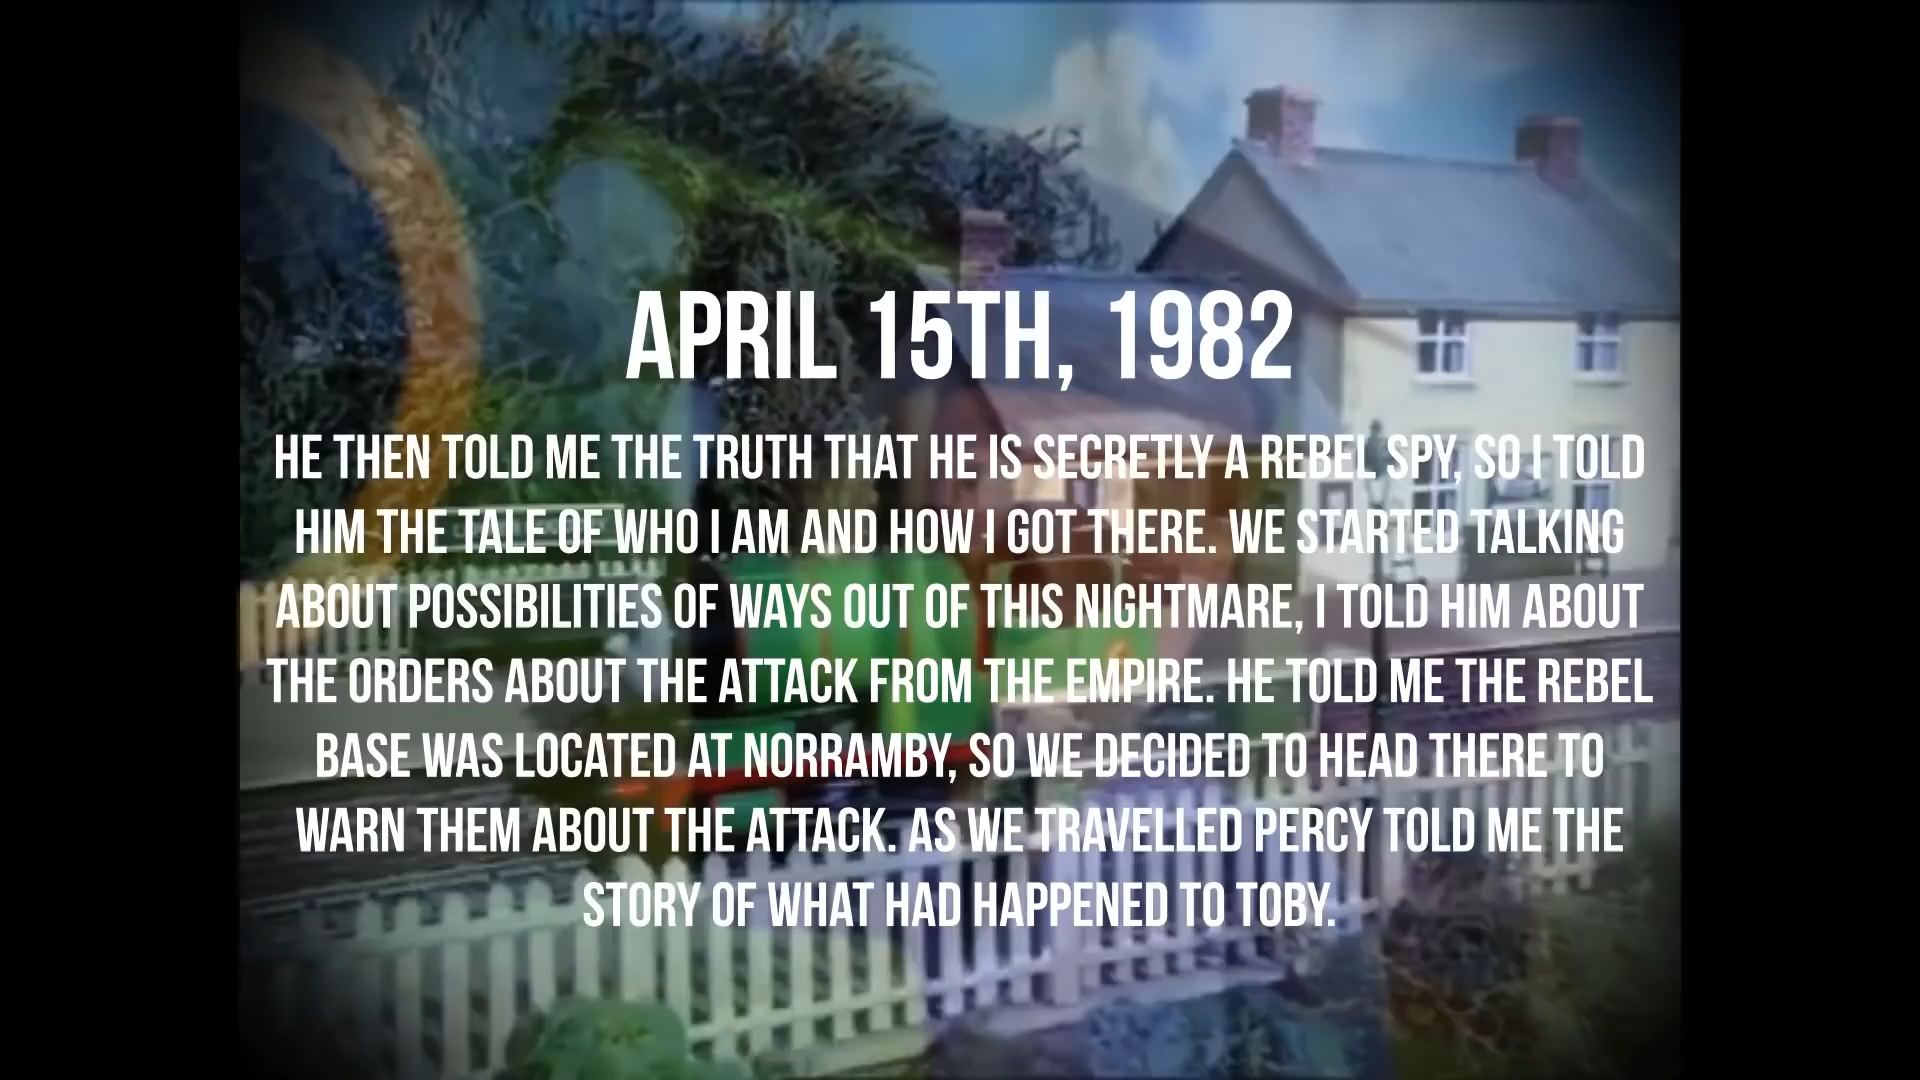 APRIL 15TH, 1982
HE THEN TOLD ME THE TRUTH THAT HE IS SECRETLY A REBEL SPY, SO I TOLD
HIM THE TALE OF WHO I AM AND HOW I GOT THERE. WE STARTED TALKING
ABOUT POSSIBILITIES OF WAYS OUT OF THIS NIGHTMARE, I TOLD HIM ABOUT
THE ORDERS ABOUT THE ATTACK FROM THE EMPIRE. HE TOLD ME THE REBEL
BASE WAS LOCATED AT NORRAMBY, SO WE DECIDED TO HEAD THERE TO
WARN THEM ABOUT THE ATTACK. AS WE TRAVELLED PERCY TOLD ME THE
STORY OF WHAT HAD HAPPENED TO TOBY.